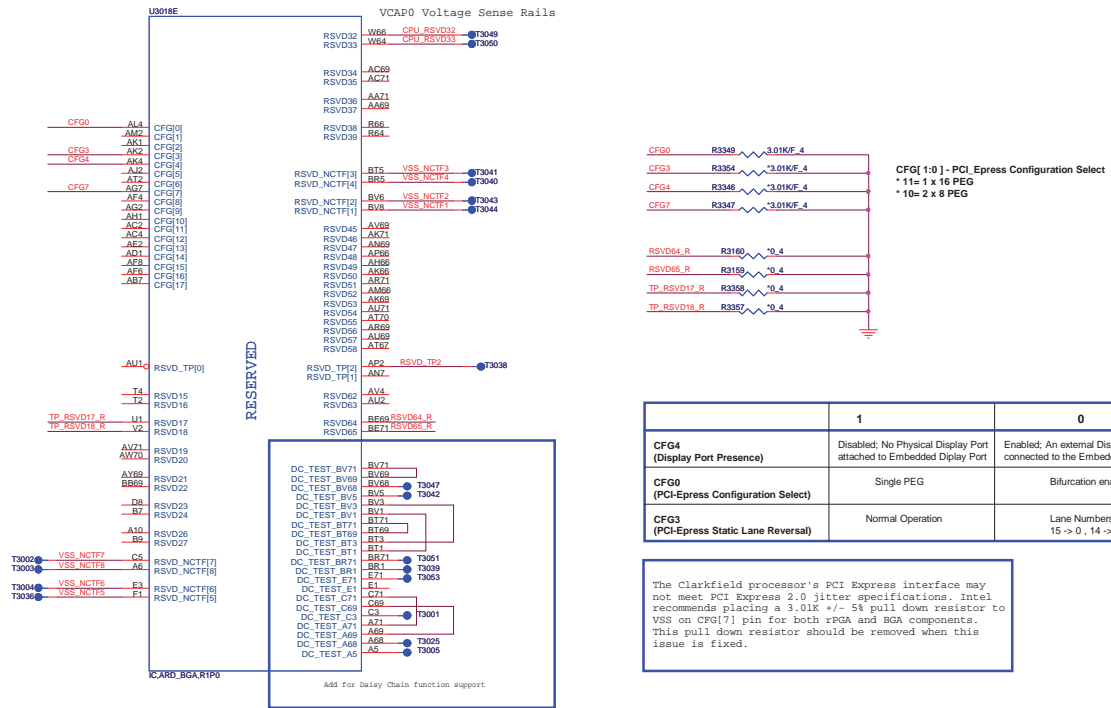 U3018E
VCAP0 Voltage Sense Rails
RSVD32 W66 CPU_RSVD32 T3049
RSVD33 W64 CPU_RSVD33 T3050
RSVD34 AC69
RSVD35 AC71
RSVD36 AA71
RSVD37 AA69
RSVD38 R66
RSVD39 R64
CFG0 AL4 CFG[0]
AM2 CFG[1]
AK1 CFG[2]
CFG3 AK2 CFG[3]
CFG4 AK4 CFG[4]
AJ2 CFG[5]
AT2 CFG[6]
CFG7 AG7 CFG[7]
AF4 CFG[8]
AG2 CFG[9]
AH1 CFG[10]
AC2 CFG[11]
AC4 CFG[12]
AE2 CFG[13]
AD1 CFG[14]
AF8 CFG[15]
AF6 CFG[16]
AB7 CFG[17]
RSVD_NCTF[3] BT5 VSS_NCTF3 T3041
RSVD_NCTF[4] BR5 VSS_NCTF4 T3040
RSVD_NCTF[2] BV6 VSS_NCTF2 T3043
RSVD_NCTF[1] BV8 VSS_NCTF1 T3044
RSVD45 AV69
RSVD46 AK71
RSVD47 AN69
RSVD48 AP66
RSVD49 AH66
RSVD50 AK66
RSVD51 AR71
RSVD52 AM66
RSVD53 AK69
RSVD54 AU71
RSVD55 AT70
RSVD56 AR69
RSVD57 AU69
RSVD58 AT67
RESERVED
AU1 RSVD_TP[0]
RSVD_TP[2] AP2 RSVD_TP2 T3038
RSVD_TP[1] AN7
T4 RSVD15
T2 RSVD16
RSVD62 AV4
RSVD63 AU2
TP_RSVD17_R U1 RSVD17
TP_RSVD18_R V2 RSVD18
RSVD64 BE69 RSVD64_R
RSVD65 BE71 RSVD65_R
AV71 RSVD19
AW70 RSVD20
AY69 RSVD21
BB69 RSVD22
D8 RSVD23
B7 RSVD24
A10 RSVD26
B9 RSVD27
T3002 VSS_NCTF7 C5 RSVD_NCTF[7]
T3003 VSS_NCTF8 A6 RSVD_NCTF[8]
T3004 VSS_NCTF6 E3 RSVD_NCTF[6]
T3036 VSS_NCTF5 F1 RSVD_NCTF[5]
DC_TEST_BV71 BV71
DC_TEST_BV69 BV69
DC_TEST_BV68 BV68 T3047
DC_TEST_BV5 BV5 T3042
DC_TEST_BV3 BV3
DC_TEST_BV1 BV1
DC_TEST_BT71 BT71
DC_TEST_BT69 BT69
DC_TEST_BT3 BT3
DC_TEST_BT1 BT1
DC_TEST_BR71 BR71 T3051
DC_TEST_BR1 BR1 T3039
DC_TEST_E71 E71 T3053
DC_TEST_E1 E1
DC_TEST_C71 C71
DC_TEST_C69 C69
DC_TEST_C3 C3 T3001
DC_TEST_A71 A71
DC_TEST_A69 A69
DC_TEST_A68 A68 T3025
DC_TEST_A5 A5 T3005
IC,ARD_BGA,R1P0
Add for Daisy Chain function support
CFG0 R3349 3.01K/F_4
CFG3 R3354 *3.01K/F_4
CFG4 R3346 *3.01K/F_4
CFG7 R3347 *3.01K/F_4
RSVD64_R R3160 *0_4
RSVD65_R R3159 *0_4
TP_RSVD17_R R3358 *0_4
TP_RSVD18_R R3357 *0_4
CFG[ 1:0 ] - PCI_Epress Configuration Select
* 11= 1 x 16 PEG
* 10= 2 x 8 PEG
1 0
CFG4 Disabled; No Physical Display Port Enabled; An external Dis
(Display Port Presence) attached to Embedded Diplay Port connected to the Embed
CFG0 Single PEG Bifurcation ena
(PCI-Epress Configuration Select)
CFG3 Normal Operation Lane Numbers
(PCI-Epress Static Lane Reversal) 15 -> 0 , 14 ->
The Clarkfield processor's PCI Express interface may
not meet PCI Express 2.0 jitter specifications. Intel
recommends placing a 3.01K +/- 5% pull down resistor to
VSS on CFG[7] pin for both rPGA and BGA components.
This pull down resistor should be removed when this
issue is fixed.